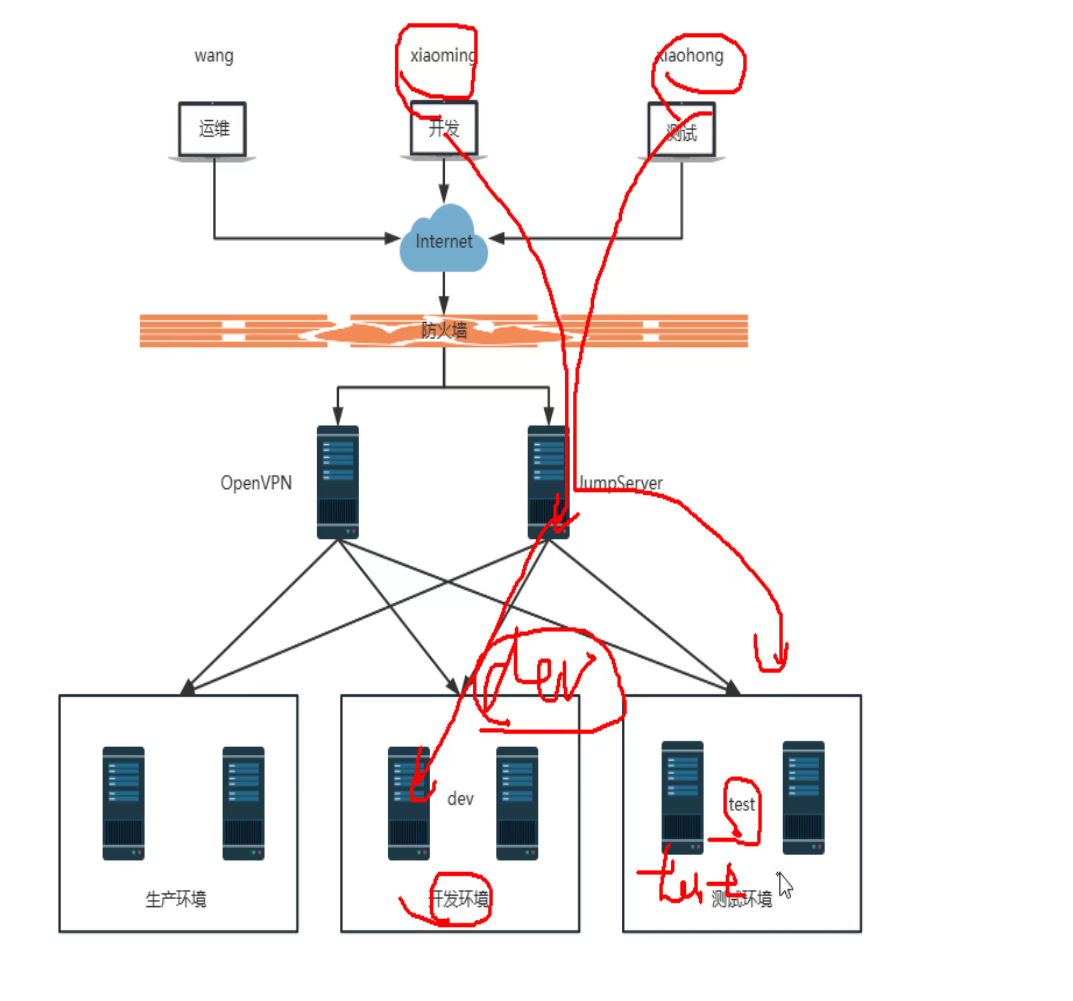 wang
xiaoming
xiaohong
运维
开发
测试
Internet
防火墙
OpenVPN
JumpServer
dev
dev
test
test
生产环境
开发环境
测试环境